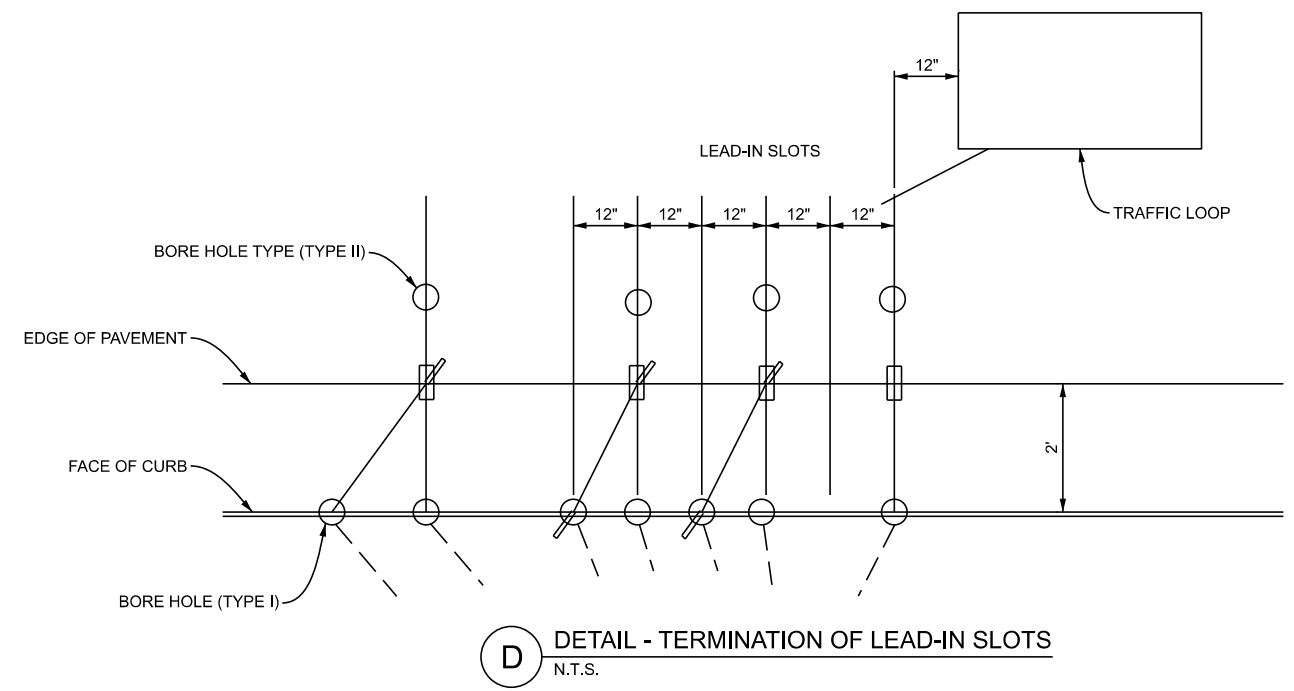 12"
LEAD-IN SLOTS
12" 12" 12" 12" 12"
TRAFFIC LOOP
BORE HOLE TYPE (TYPE II)
EDGE OF PAVEMENT
2'
FACE OF CURB
BORE HOLE (TYPE I)
D
DETAIL - TERMINATION OF LEAD-IN SLOTS
N.T.S.